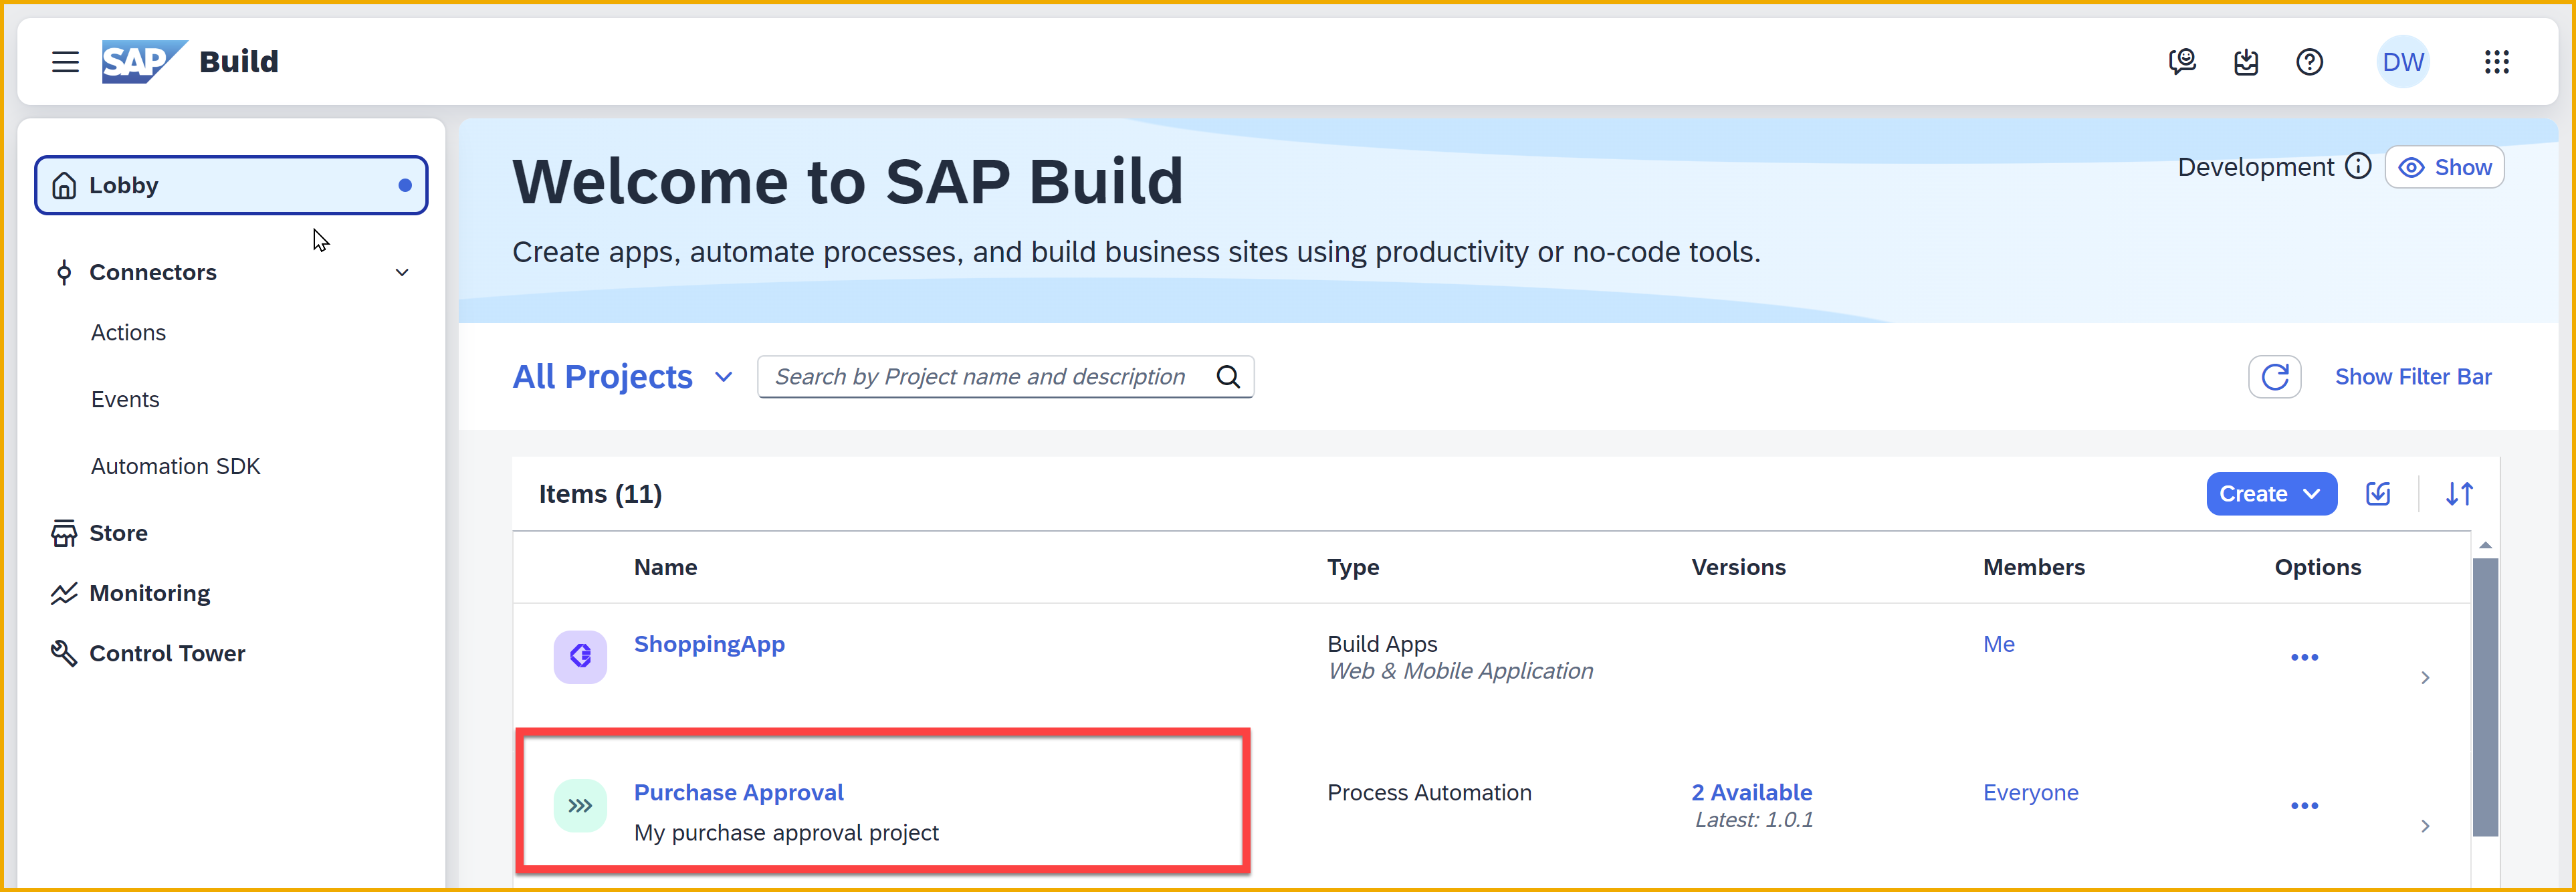 SAP Build
DW
Lobby
Connectors
Actions
Events
Automation SDK
Store
Monitoring
Control Tower
Welcome to SAP Build
Development
Show
Create apps, automate processes, and build business sites using productivity or no-code tools.
All Projects
Search by Project name and description
Show Filter Bar
Items (11)
Create
Name Type Versions Members Options
ShoppingApp
Build Apps
Web & Mobile Application
Me
Purchase Approval
My purchase approval project
Process Automation
2 Available
Latest: 1.0.1
Everyone